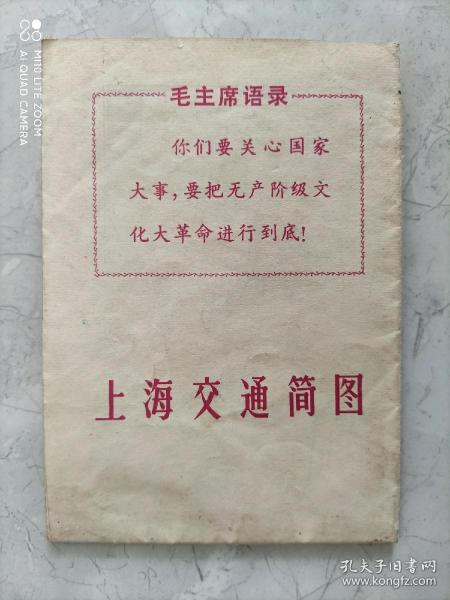 MI 10 LITE ZOOM
AI QUAD CAMERA
毛主席语录
你们要关心国家
大事,要把无产阶级文
化大革命进行到底!
上海交通简图
孔夫子旧书网
www.kongfz.com